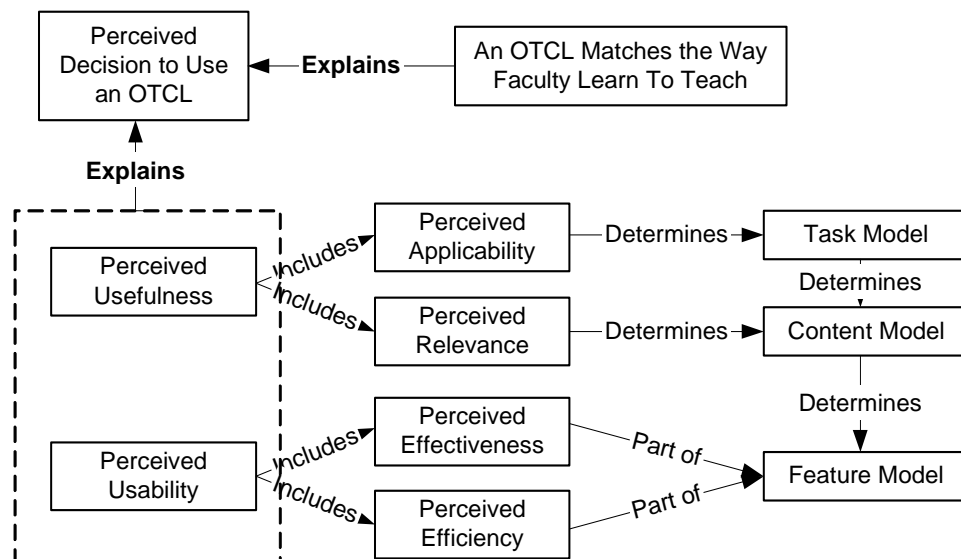 Perceived
Decision to Use
an OTCL
Explains
An OTCL Matches the Way
Faculty Learn To Teach
Explains
Perceived
Usefulness
Includes
Includes
Perceived
Applicability
Determines
Task Model
Determines
Perceived
Relevance
Determines
Content Model
Determines
Perceived
Usability
Includes
Includes
Perceived
Effectiveness
Part of
Feature Model
Perceived
Efficiency
Part of